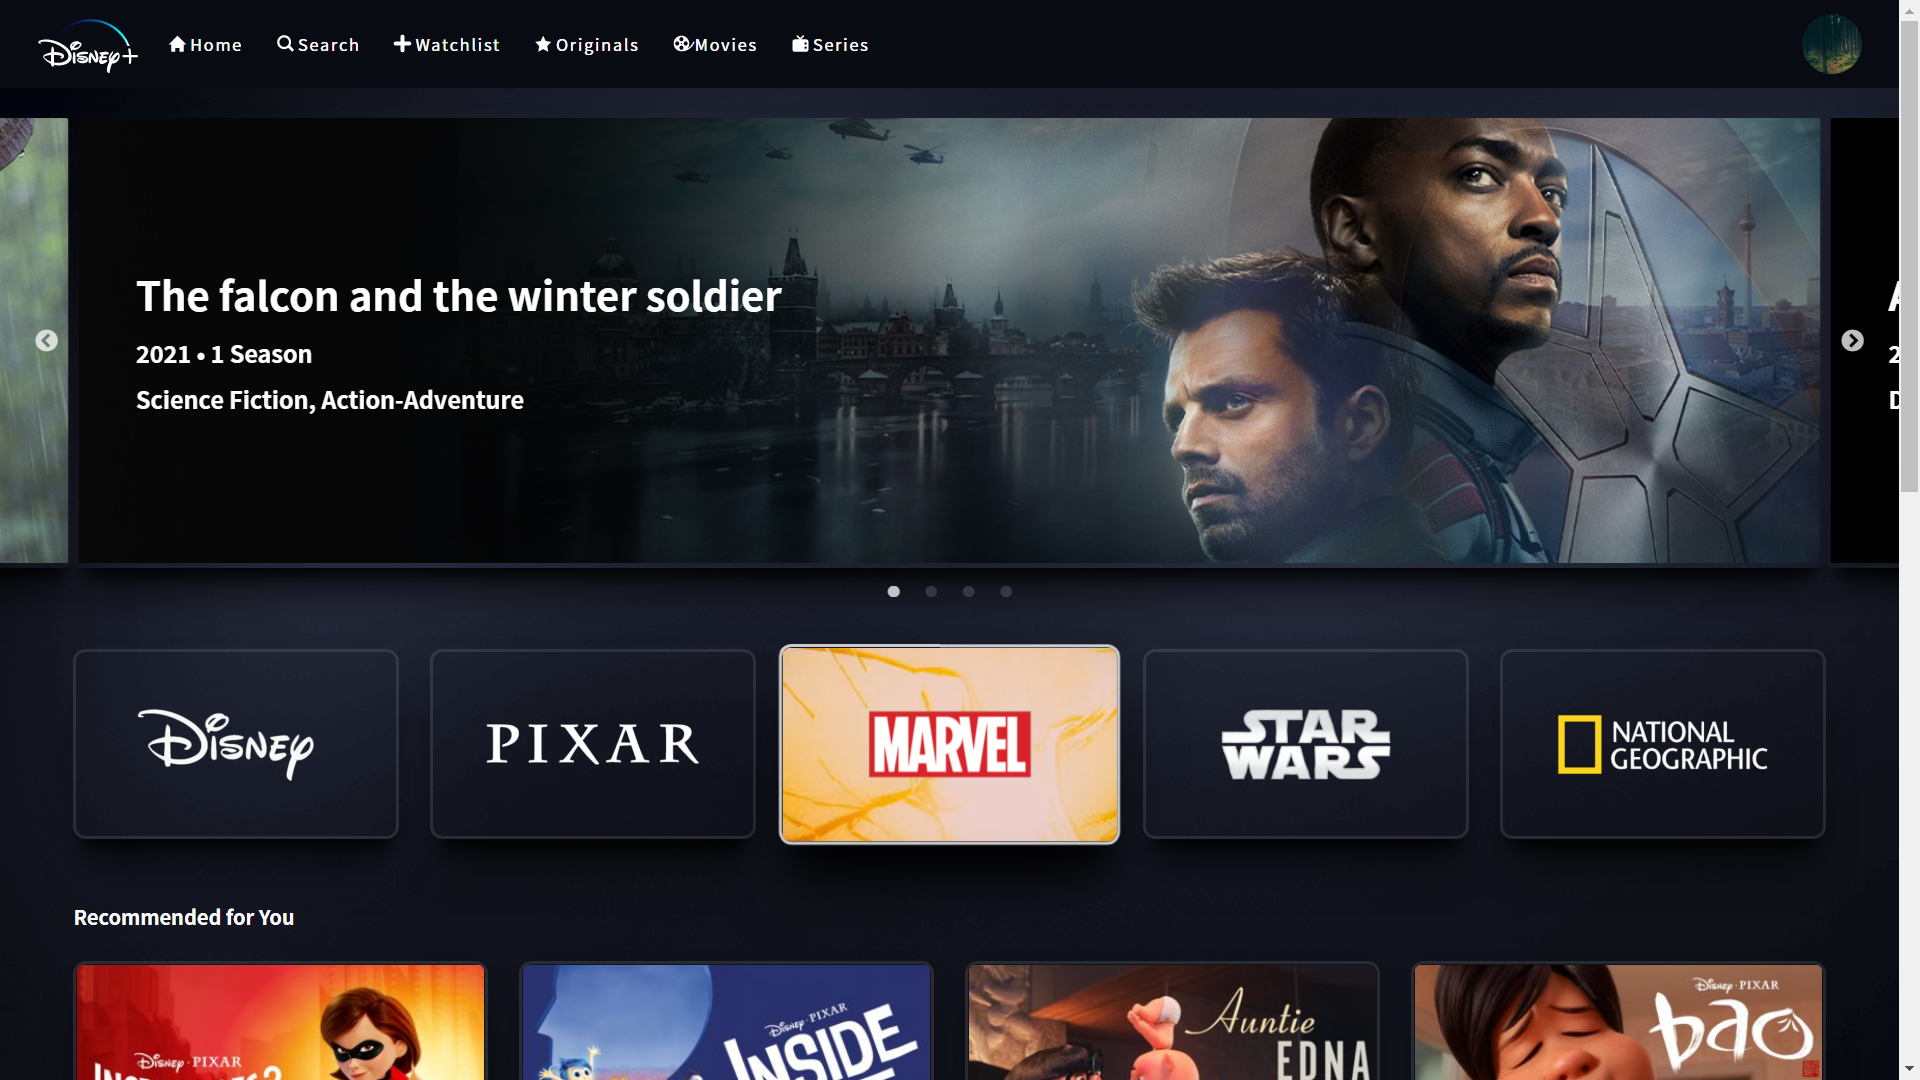 Disney+
Home
Search
Watchlist
Originals
Movies
Series
The falcon and the winter soldier
2021 • 1 Season
Science Fiction, Action-Adventure
Disney
PIXAR
MARVEL
STAR
WARS
NATIONAL
GEOGRAPHIC
Recommended for You
Disney · PIXAR
Disney · PIXAR
INSIDE
Auntie
EDNA
Disney · PIXAR
bao